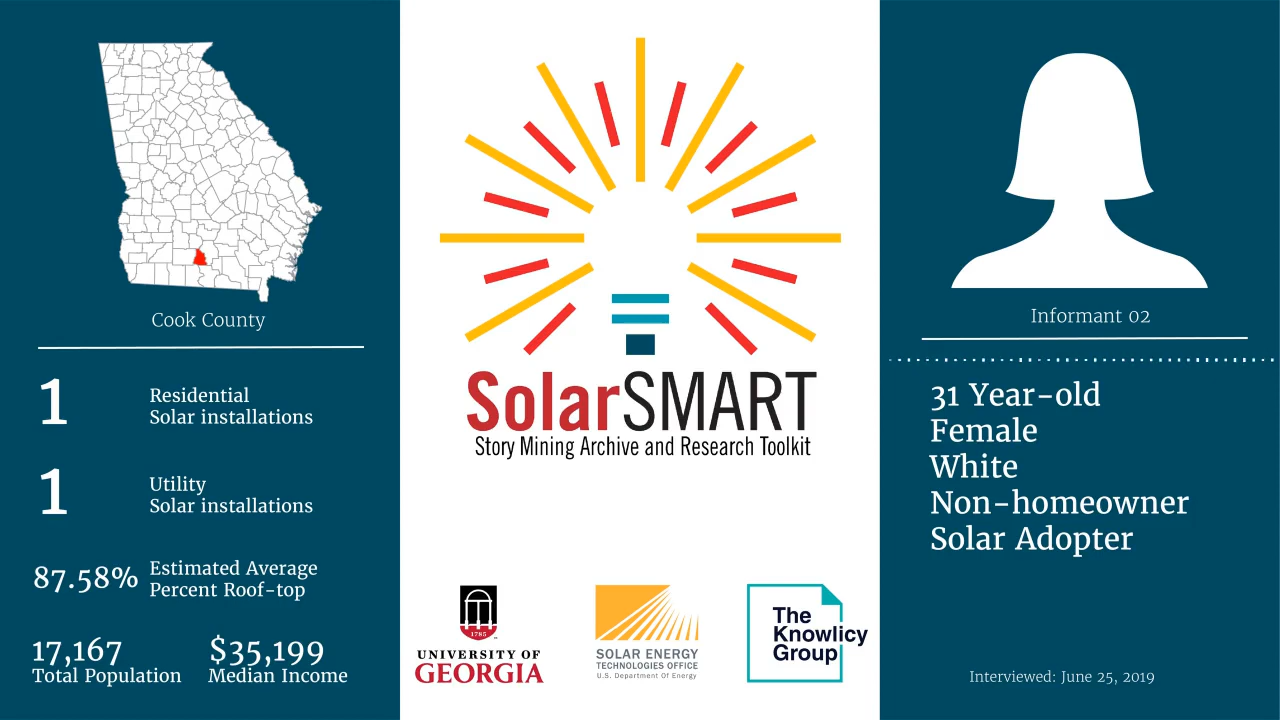 Cook County
1
Residential
Solar installations
1
Utility
Solar installations
87.58%
Estimated Average
Percent Roof-top
17,167
Total Population
$35,199
Median Income
SolarSMART
Story Mining Archive and Research Toolkit
1785
UNIVERSITY OF
GEORGIA
SOLAR ENERGY
TECHNOLOGIES OFFICE
U.S. Department Of Energy
The
Knowlicy
Group
Informant 02
31 Year-old
Female
White
Non-homeowner
Solar Adopter
Interviewed: June 25, 2019